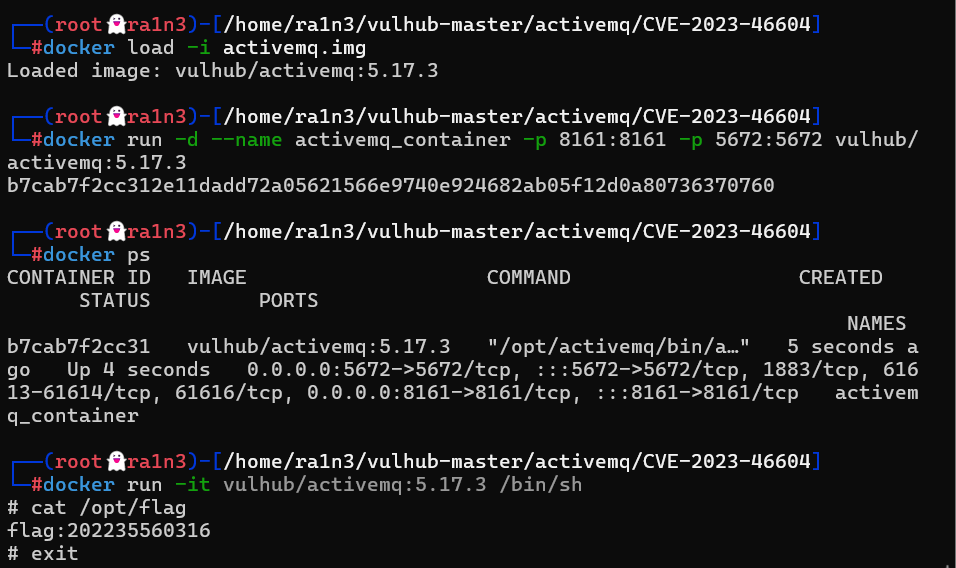 ┌──(root👻ra1n3)-[/home/ra1n3/vulhub-master/activemq/CVE-2023-46604]
└─#docker load -i activemq.img
Loaded image: vulhub/activemq:5.17.3
┌──(root👻ra1n3)-[/home/ra1n3/vulhub-master/activemq/CVE-2023-46604]
└─#docker run -d --name activemq_container -p 8161:8161 -p 5672:5672 vulhub/
activemq:5.17.3
b7cab7f2cc312e11dadd72a05621566e9740e924682ab05f12d0a80736370760
┌──(root👻ra1n3)-[/home/ra1n3/vulhub-master/activemq/CVE-2023-46604]
└─#docker ps
CONTAINER ID   IMAGE                    COMMAND                   CREATED
      STATUS         PORTS
                                                                      NAMES
b7cab7f2cc31   vulhub/activemq:5.17.3   "/opt/activemq/bin/a…"   5 seconds a
go   Up 4 seconds   0.0.0.0:5672->5672/tcp, :::5672->5672/tcp, 1883/tcp, 616
13-61614/tcp, 61616/tcp, 0.0.0.0:8161->8161/tcp, :::8161->8161/tcp   activem
q_container
┌──(root👻ra1n3)-[/home/ra1n3/vulhub-master/activemq/CVE-2023-46604]
└─#docker run -it vulhub/activemq:5.17.3 /bin/sh
# cat /opt/flag
flag:202235560316
# exit